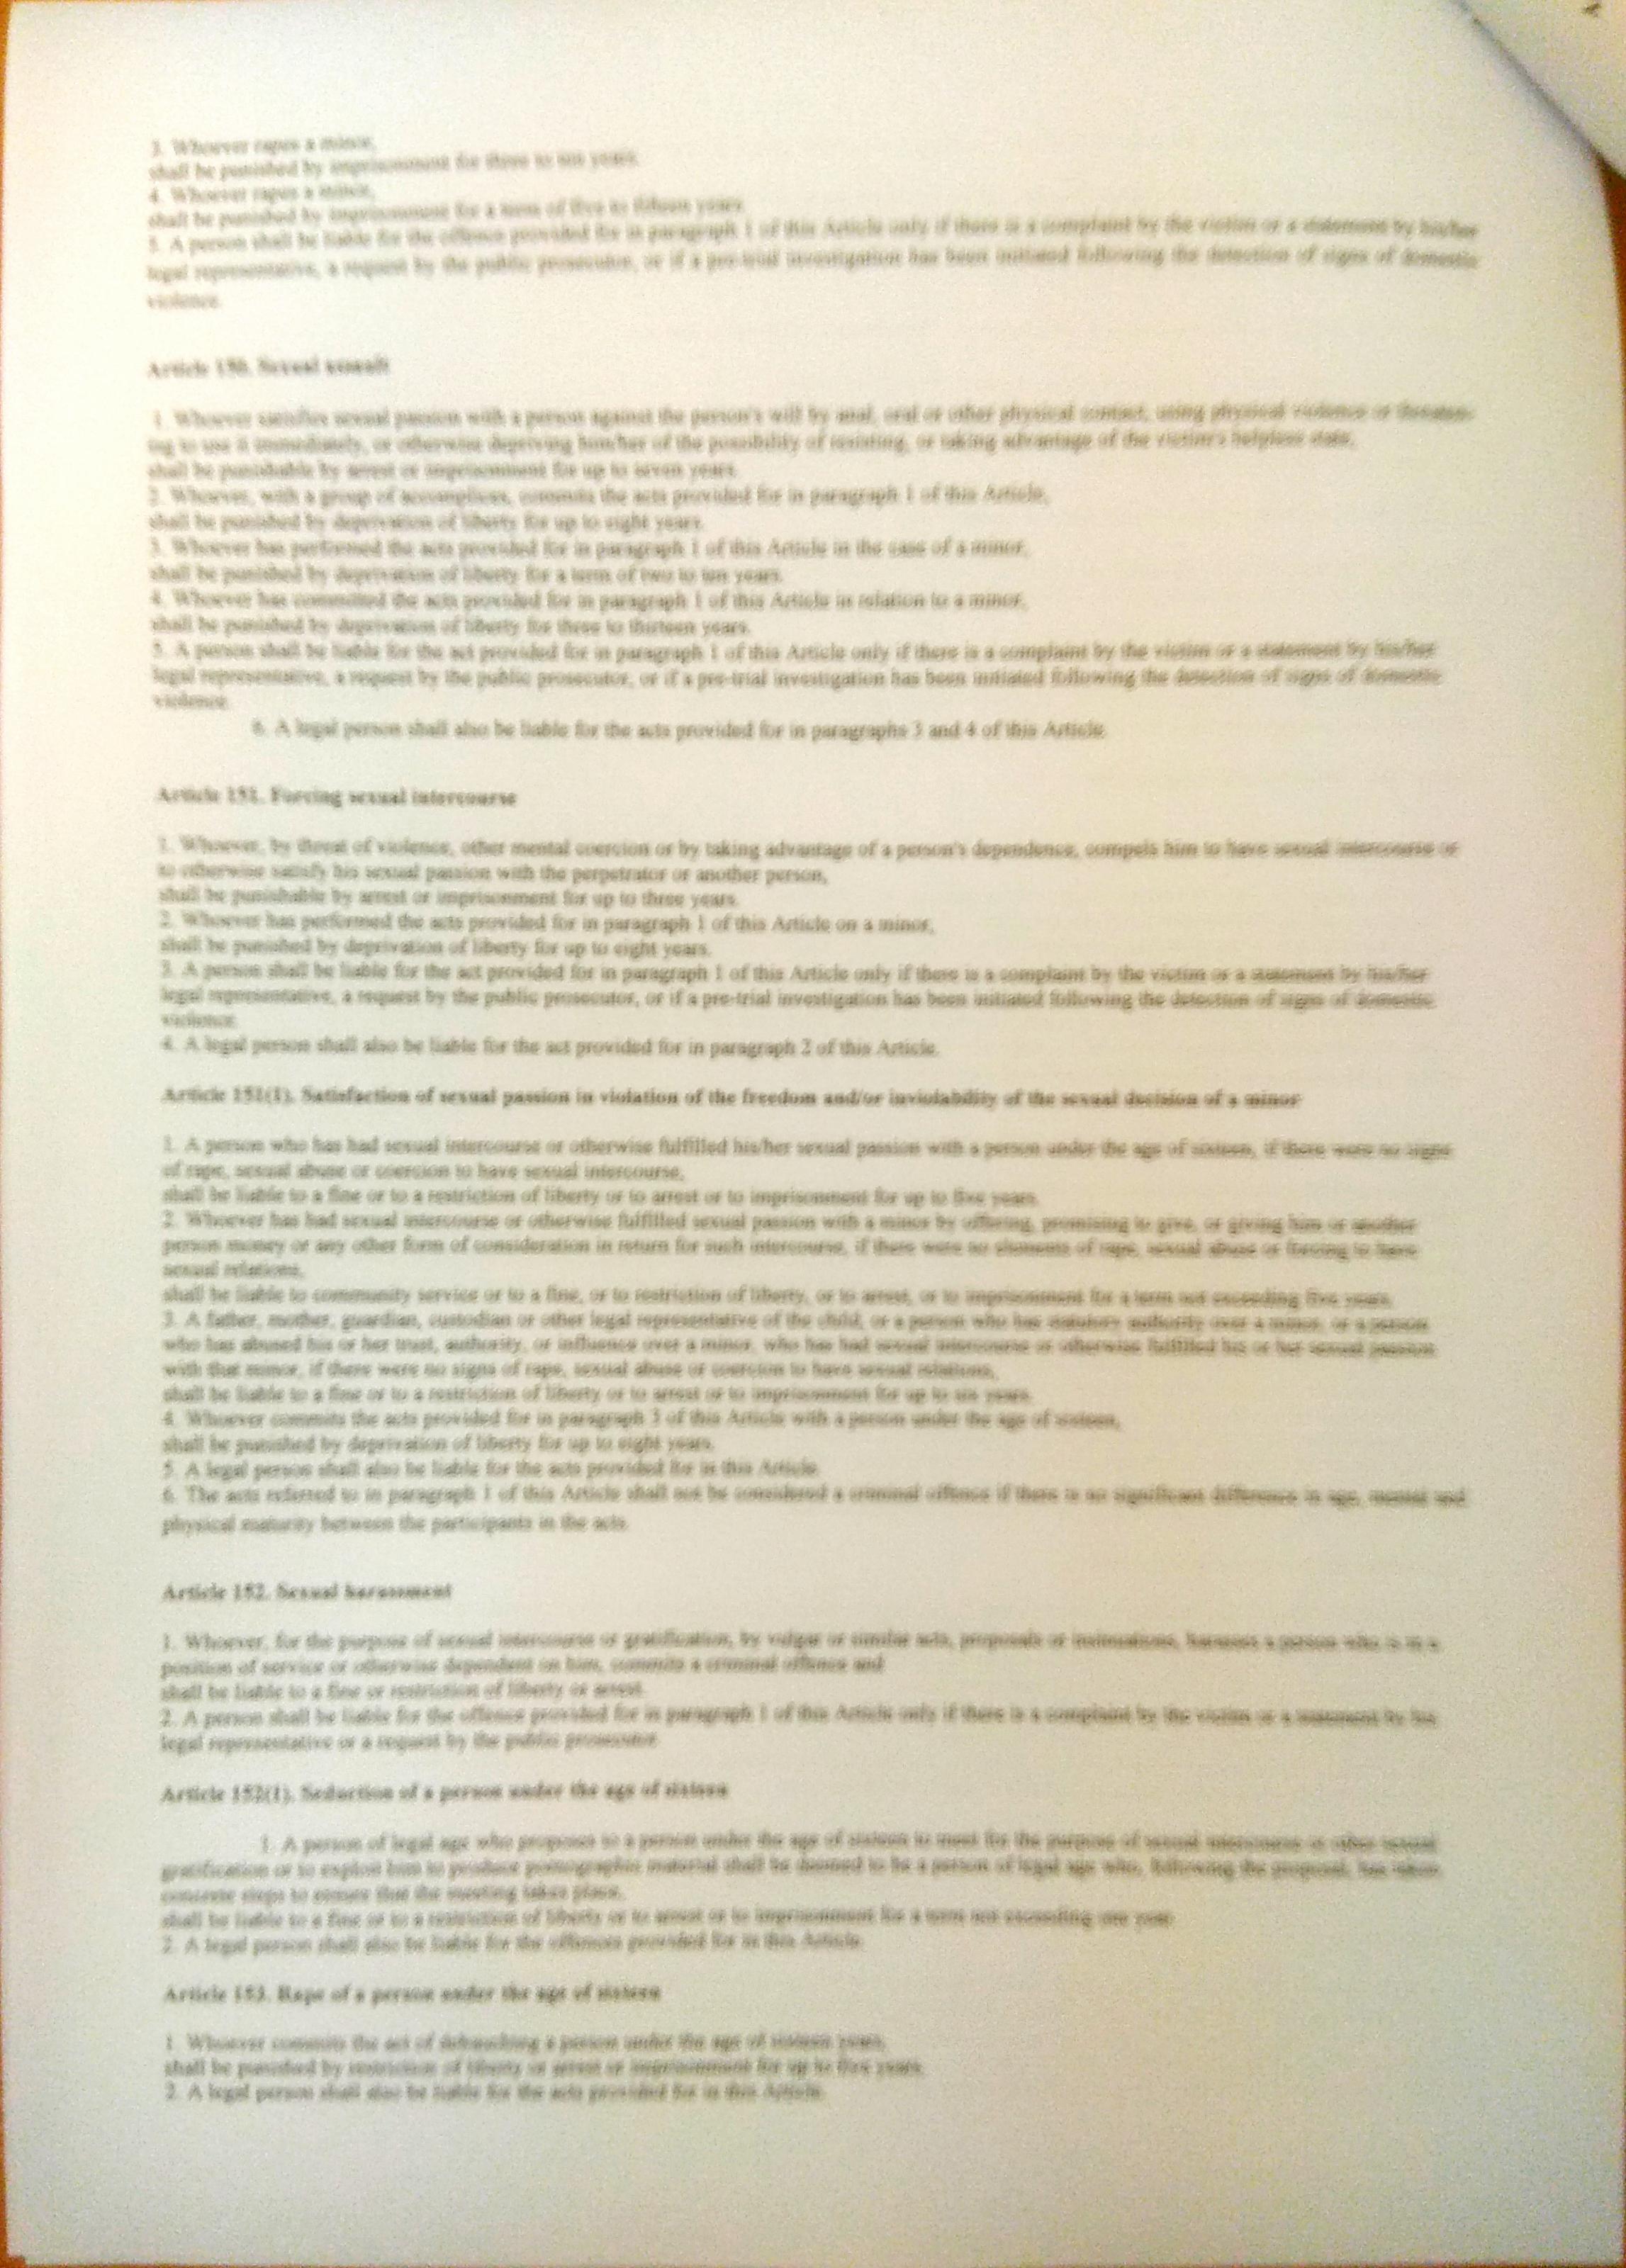 3. Whoever rapes a minor,
shall be punished by imprisonment for three to ten years.
4. Whoever rapes a minor,
shall be punished by imprisonment for a term of five to fifteen years.
5. A person shall be liable for the offence provided for in paragraph 1 of this Article only if there is a complaint by the victim or a statement by his/her
legal representative, a request by the public prosecutor, or if a pre-trial investigation has been initiated following the detection of signs of domestic
violence.
Article 150. Sexual assault
1. Whoever satisfies sexual passion with a person against the person's will by anal, oral or other physical contact, using physical violence or threaten-
ing to use it immediately, or otherwise depriving him/her of the possibility of resisting, or taking advantage of the victim's helpless state,
shall be punishable by arrest or imprisonment for up to seven years.
2. Whoever, with a group of accomplices, commits the acts provided for in paragraph 1 of this Article,
shall be punished by deprivation of liberty for up to eight years.
3. Whoever has performed the acts provided for in paragraph 1 of this Article in the case of a minor,
shall be punished by deprivation of liberty for a term of two to ten years.
4. Whoever has committed the acts provided for in paragraph 1 of this Article in relation to a minor,
shall be punished by deprivation of liberty for three to thirteen years.
5. A person shall be liable for the act provided for in paragraph 1 of this Article only if there is a complaint by the victim or a statement by his/her
legal representative, a request by the public prosecutor, or if a pre-trial investigation has been initiated following the detection of signs of domestic
violence.
6. A legal person shall also be liable for the acts provided for in paragraphs 3 and 4 of this Article.
Article 151. Forcing sexual intercourse
1. Whoever, by threat of violence, other mental coercion or by taking advantage of a person's dependence, compels him to have sexual intercourse or
to otherwise satisfy his sexual passion with the perpetrator or another person,
shall be punishable by arrest or imprisonment for up to three years.
2. Whoever has performed the acts provided for in paragraph 1 of this Article on a minor,
shall be punished by deprivation of liberty for up to eight years.
3. A person shall be liable for the act provided for in paragraph 1 of this Article only if there is a complaint by the victim or a statement by his/her
legal representative, a request by the public prosecutor, or if a pre-trial investigation has been initiated following the detection of signs of domestic
violence.
4. A legal person shall also be liable for the act provided for in paragraph 2 of this Article.
Article 151(1). Satisfaction of sexual passion in violation of the freedom and/or inviolability of the sexual decision of a minor
1. A person who has had sexual intercourse or otherwise fulfilled his/her sexual passion with a person under the age of sixteen, if there were no signs
of rape, sexual abuse or coercion to have sexual intercourse,
shall be liable to a fine or to a restriction of liberty or to arrest or to imprisonment for up to five years.
2. Whoever has had sexual intercourse or otherwise fulfilled sexual passion with a minor by offering, promising to give, or giving him or another
person money or any other form of consideration in return for such intercourse, if there were no elements of rape, sexual abuse or forcing to have
sexual relations,
shall be liable to community service or to a fine, or to restriction of liberty, or to arrest, or to imprisonment for a term not exceeding five years.
3. A father, mother, guardian, custodian or other legal representative of the child, or a person who has statutory authority over a minor, or a person
who has abused his or her trust, authority, or influence over a minor, who has had sexual intercourse or otherwise fulfilled his or her sexual passion
with that minor, if there were no signs of rape, sexual abuse or coercion to have sexual relations,
shall be liable to a fine or to a restriction of liberty or to arrest or to imprisonment for up to six years.
4. Whoever commits the acts provided for in paragraph 3 of this Article with a person under the age of sixteen,
shall be punished by deprivation of liberty for up to eight years.
5. A legal person shall also be liable for the acts provided for in this Article.
6. The acts referred to in paragraph 1 of this Article shall not be considered a criminal offence if there is no significant difference in age, mental and
physical maturity between the participants in the acts.
Article 152. Sexual harassment
1. Whoever, for the purpose of sexual intercourse or gratification, by vulgar or similar acts, proposals or insinuations, harasses a person who is in a
position of service or otherwise dependent on him, commits a criminal offence and
shall be liable to a fine or restriction of liberty or arrest.
2. A person shall be liable for the offence provided for in paragraph 1 of this Article only if there is a complaint by the victim or a statement by his
legal representative or a request by the public prosecutor.
Article 152(1). Seduction of a person under the age of sixteen
1. A person of legal age who proposes to a person under the age of sixteen to meet for the purpose of sexual intercourse or other sexual
gratification or to exploit him to produce pornographic material shall be deemed to be a person of legal age who, following the proposal, has taken
concrete steps to ensure that the meeting takes place,
shall be liable to a fine or to a restriction of liberty or to arrest or to imprisonment for a term not exceeding one year.
2. A legal person shall also be liable for the offences provided for in this Article.
Article 153. Rape of a person under the age of sixteen
1. Whoever commits the act of debauching a person under the age of sixteen years,
shall be punished by restriction of liberty or arrest or imprisonment for up to five years.
2. A legal person shall also be liable for the acts provided for in this Article.